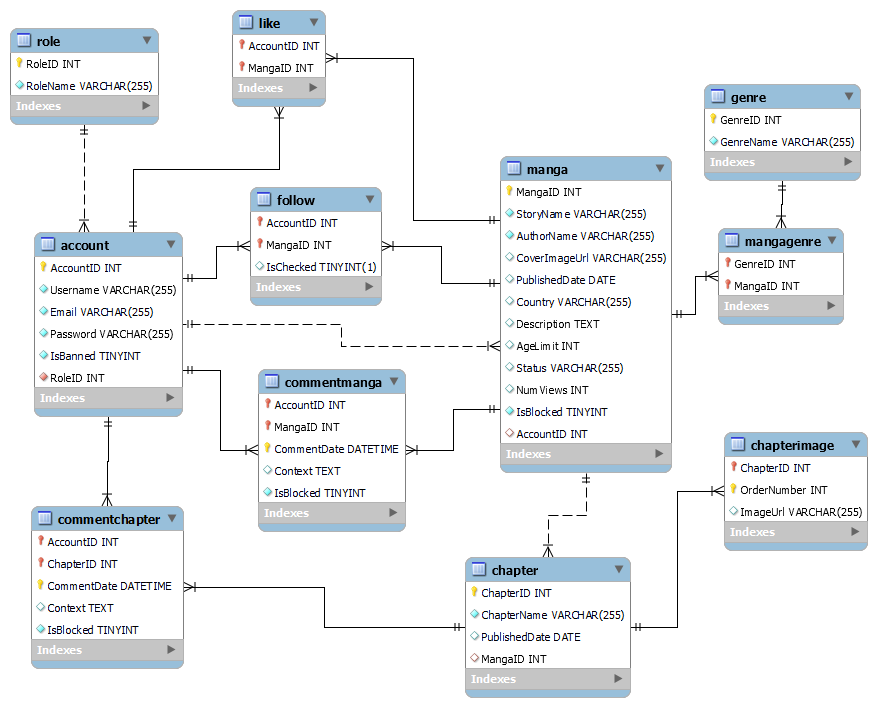 role
RoleID INT
RoleName VARCHAR(255)
Indexes
like
AccountID INT
MangaID INT
Indexes
genre
GenreID INT
GenreName VARCHAR(255)
Indexes
follow
AccountID INT
MangaID INT
IsChecked TINYINT(1)
Indexes
manga
MangaID INT
StoryName VARCHAR(255)
AuthorName VARCHAR(255)
CoverImageUrl VARCHAR(255)
PublishedDate DATE
Country VARCHAR(255)
Description TEXT
AgeLimit INT
Status VARCHAR(255)
NumViews INT
IsBlocked TINYINT
AccountID INT
Indexes
mangagenre
GenreID INT
MangaID INT
Indexes
account
AccountID INT
Username VARCHAR(255)
Email VARCHAR(255)
Password VARCHAR(255)
IsBanned TINYINT
RoleID INT
Indexes
commentmanga
AccountID INT
MangaID INT
CommentDate DATETIME
Context TEXT
IsBlocked TINYINT
Indexes
chapterimage
ChapterID INT
OrderNumber INT
ImageUrl VARCHAR(255)
Indexes
commentchapter
AccountID INT
ChapterID INT
CommentDate DATETIME
Context TEXT
IsBlocked TINYINT
Indexes
chapter
ChapterID INT
ChapterName VARCHAR(255)
PublishedDate DATE
MangaID INT
Indexes